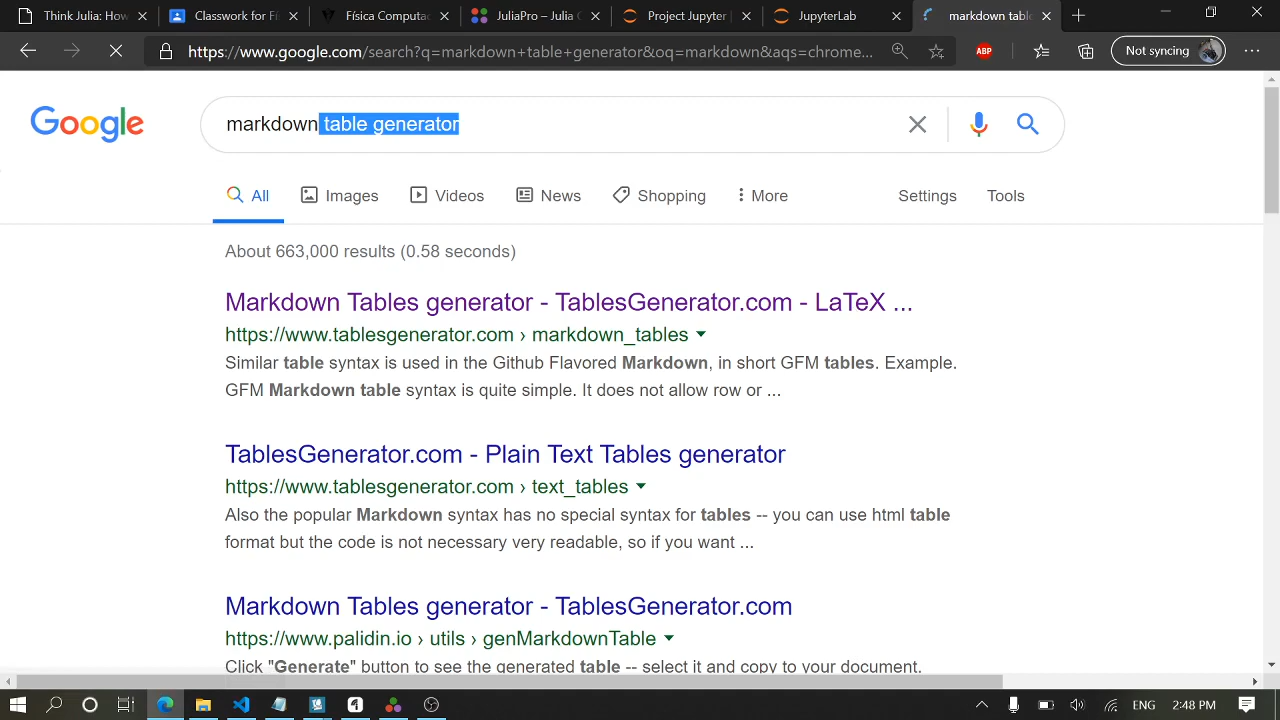 Think Julia: How
Classwork for Fí
Física Computac
JuliaPro – Julia C
Project Jupyter |
JupyterLab
markdown table
https://www.google.com/search?q=markdown+table+generator&oq=markdown&aqs=chrome...
ABP
Not syncing
Google
markdown table generator
All
Images
Videos
News
Shopping
More
Settings
Tools
About 663,000 results (0.58 seconds)
Markdown Tables generator - TablesGenerator.com - LaTeX ...
https://www.tablesgenerator.com › markdown_tables
Similar table syntax is used in the Github Flavored Markdown, in short GFM tables. Example.
GFM Markdown table syntax is quite simple. It does not allow row or ...
TablesGenerator.com - Plain Text Tables generator
https://www.tablesgenerator.com › text_tables
Also the popular Markdown syntax has no special syntax for tables -- you can use html table
format but the code is not necessary very readable, so if you want ...
Markdown Tables generator - TablesGenerator.com
https://www.palidin.io › utils › genMarkdownTable
Click "Generate" button to see the generated table -- select it and copy to your document.
ENG
2:48 PM